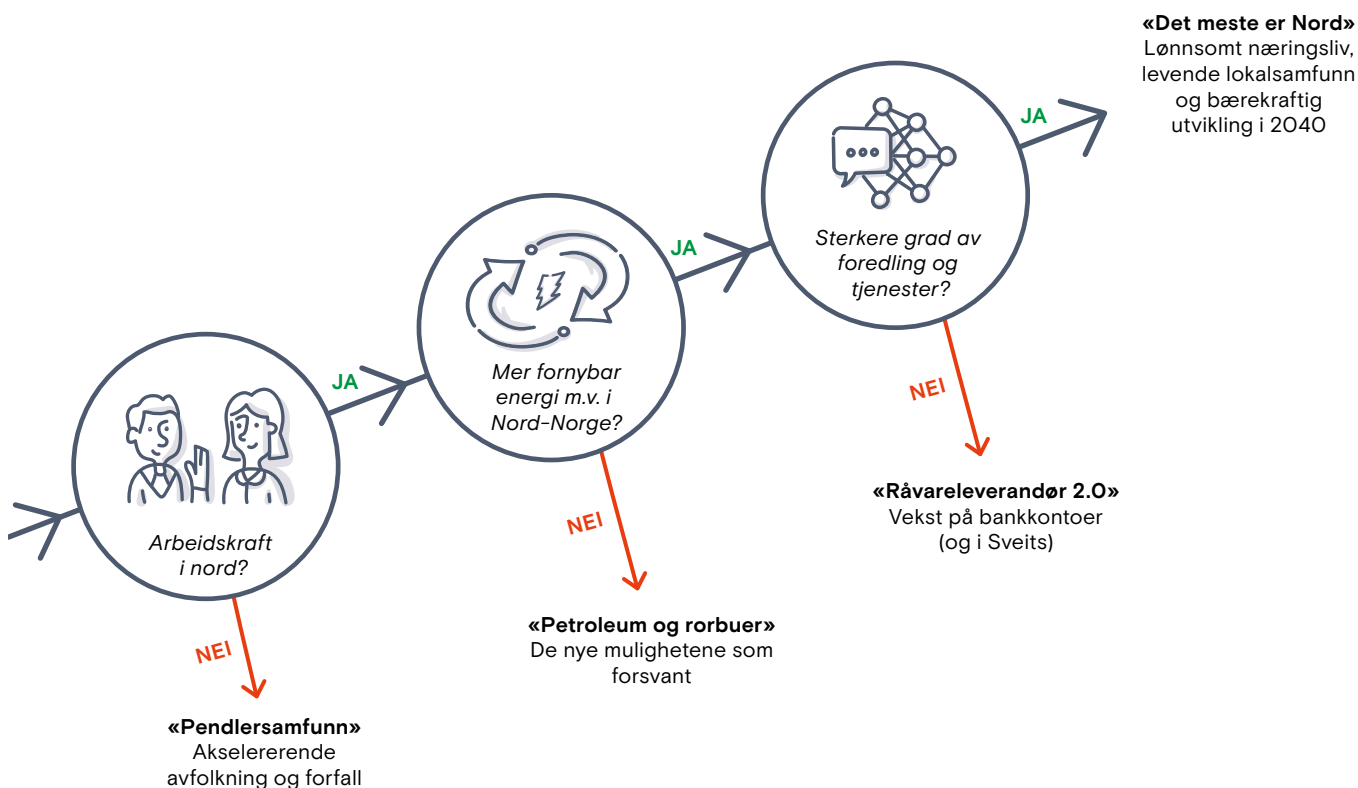 «Det meste er Nord»
Lønnsomt næringsliv,
levende lokalsamfunn
og bærekraftig
utvikling i 2040
JA
Sterkere grad av
foredling og
tjenester?
JA
NEI
Mer fornybar
energi m.v. i
Nord-Norge?
JA
«Råvareleverandør 2.0»
Vekst på bankkontoer
(og i Sveits)
NEI
Arbeidskraft
i nord?
«Petroleum og rorbuer»
De nye mulighetene som
forsvant
NEI
«Pendlersamfunn»
Akselererende
avfolkning og forfall